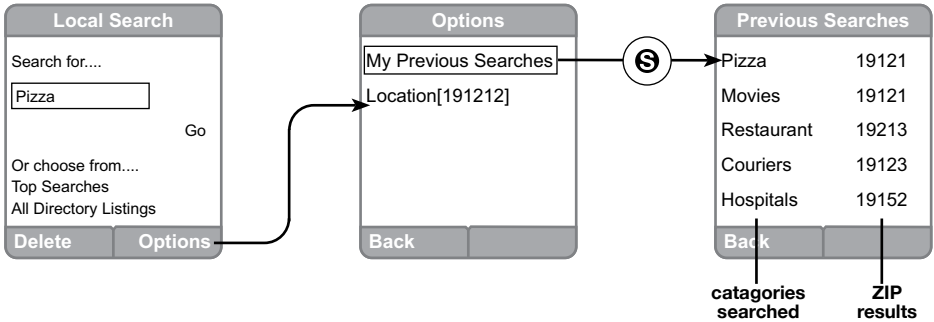 Local Search
Search for....
Pizza
Go
Or choose from....
Top Searches
All Directory Listings
Delete Options
Options
My Previous Searches
Location[191212]
Back
S
Previous Searches
Pizza 19121
Movies 19121
Restaurant 19213
Couriers 19123
Hospitals 19152
Back
catagories
searched
ZIP
results